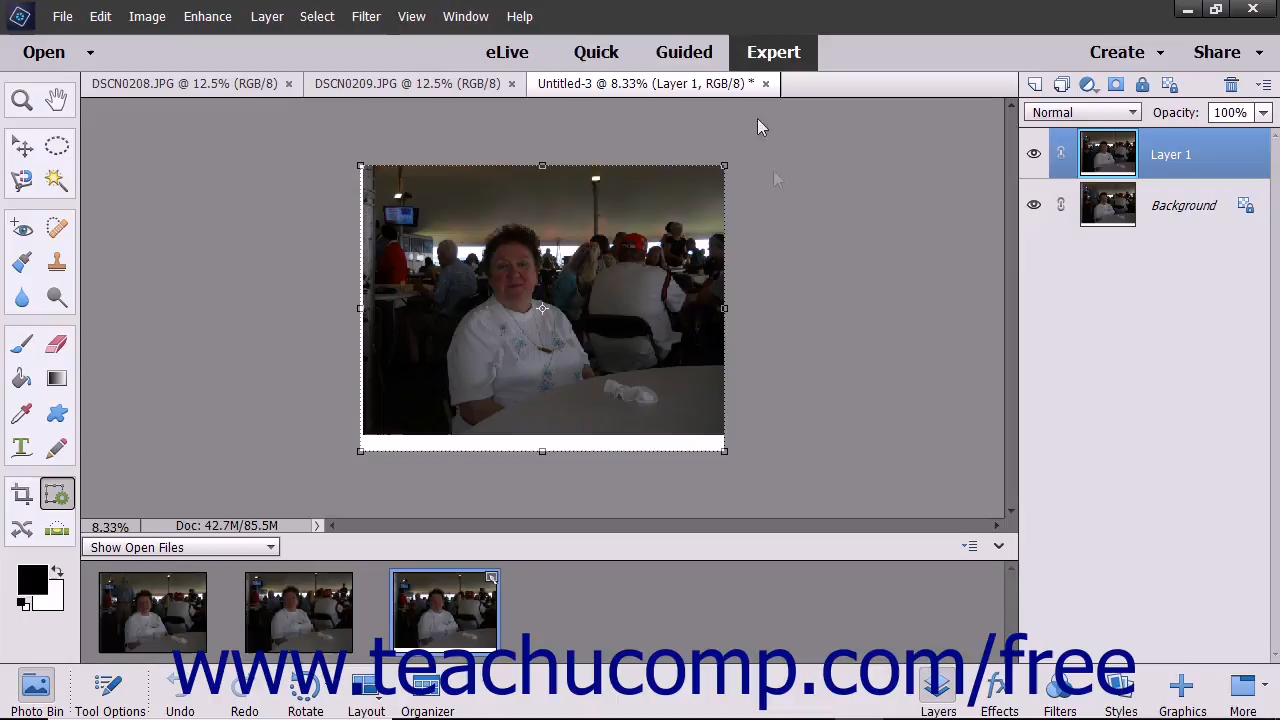 File Edit Image Enhance Layer Select Filter View Window Help
Open eLive Quick Guided Expert Create Share
DSCN0208.JPG @ 12.5% (RGB/8) × DSCN0209.JPG @ 12.5% (RGB/8) × Untitled-3 @ 8.33% (Layer 1, RGB/8) * ×
Normal Opacity: 100%
Layer 1
Background
8.33% Doc: 42.7M/85.5M
Show Open Files
www.teachucomp.com/free
Photo Bin Tool Options Undo Redo Rotate Layout Organizer Layers Effects Filters Styles Graphics More